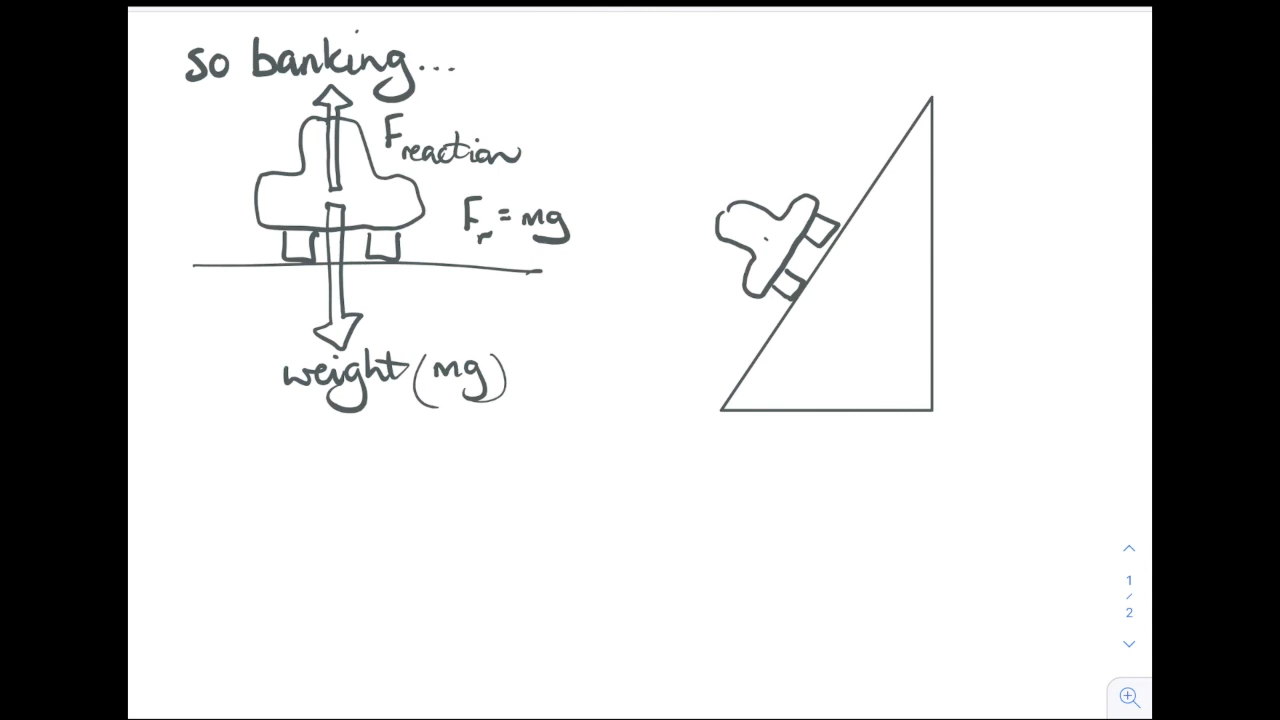 so banking...
Freaction
Fr = mg
weight (mg)
1
/
2